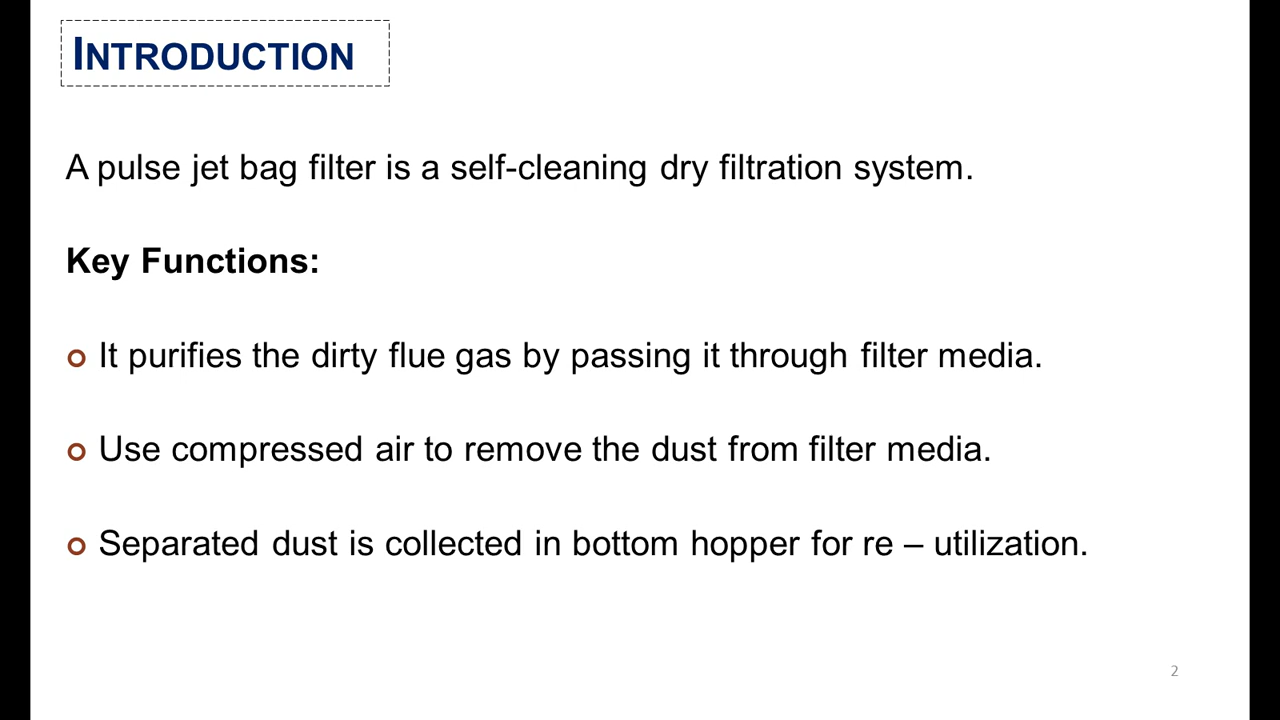 INTRODUCTION
A pulse jet bag filter is a self-cleaning dry filtration system.
Key Functions:
It purifies the dirty flue gas by passing it through filter media.
Use compressed air to remove the dust from filter media.
Separated dust is collected in bottom hopper for re – utilization.
2